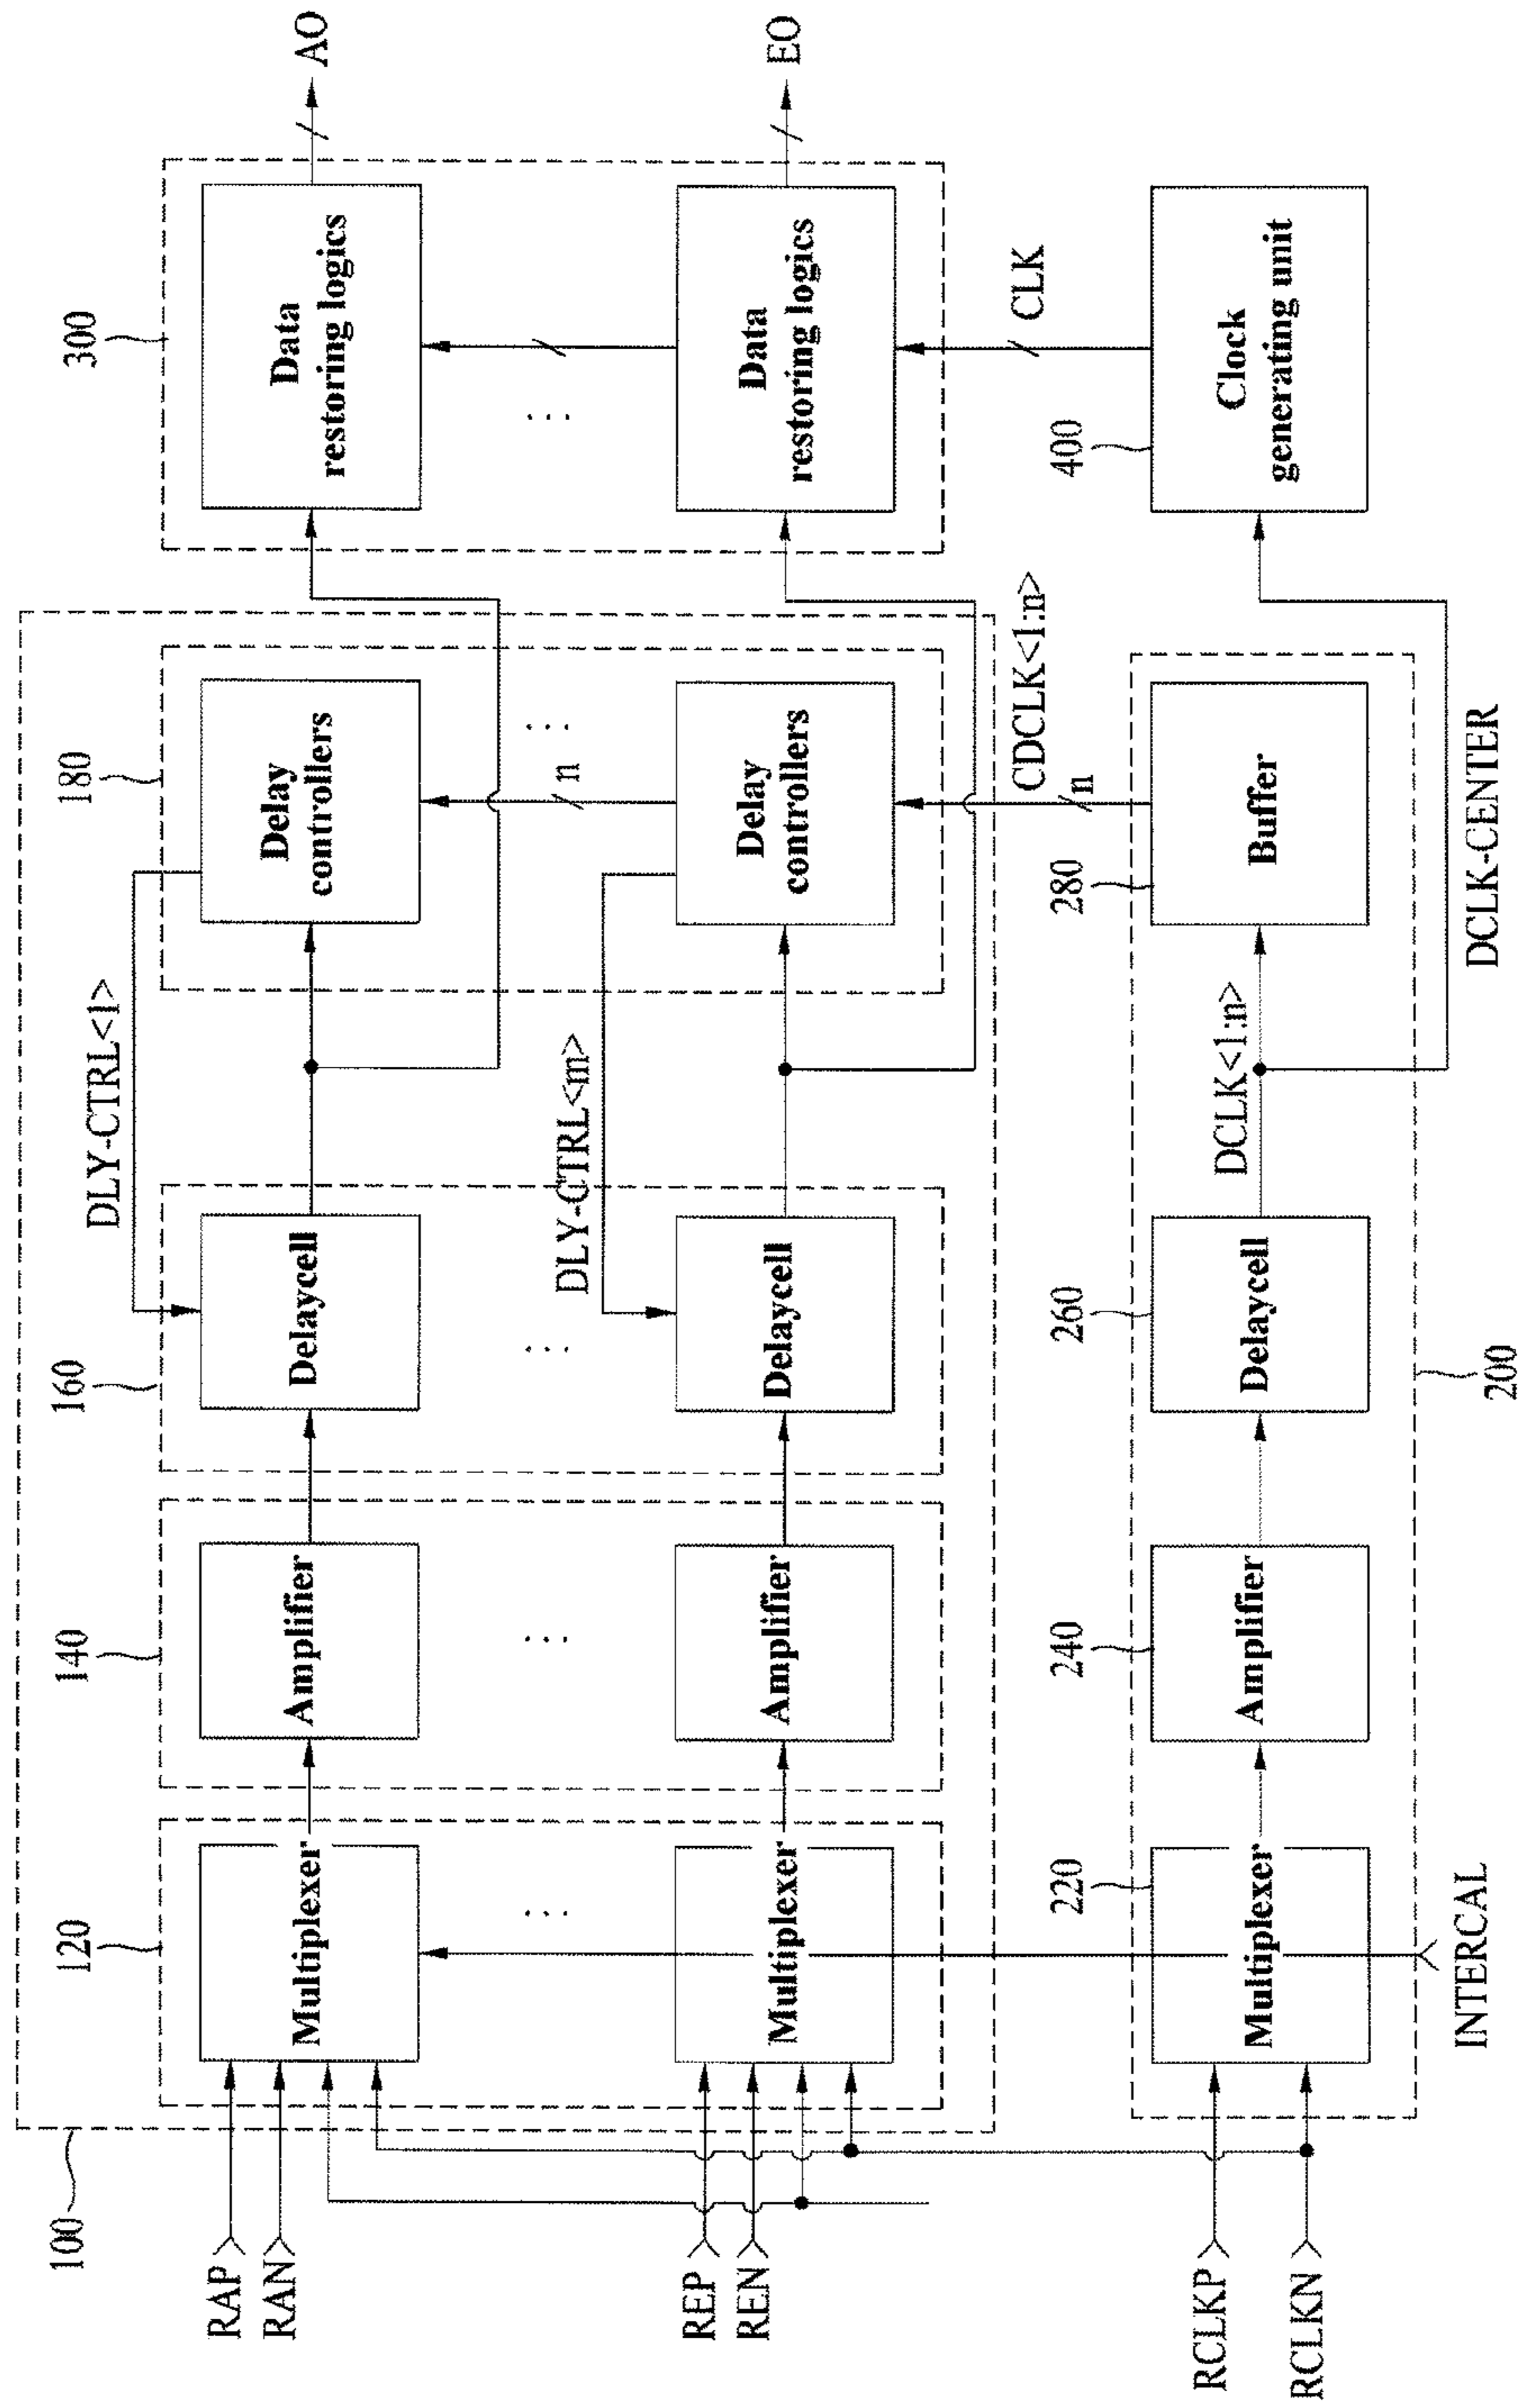 100
120
140
160
180
300
DLY-CTRL<1>
RAP
RAN
Multiplexer
Amplifier
Delaycell
Delay
controllers
Data
restoring logics
AO
DLY-CTRL<m>
n
REP
REN
Multiplexer
Amplifier
Delaycell
Delay
controllers
Data
restoring logics
EO
CDCLK<1:n>
n
CLK
220
240
260
280
400
RCLKP
RCLKN
Multiplexer
Amplifier
Delaycell
DCLK<1:n>
Buffer
Clock
generating unit
INTERCAL
200
DCLK-CENTER